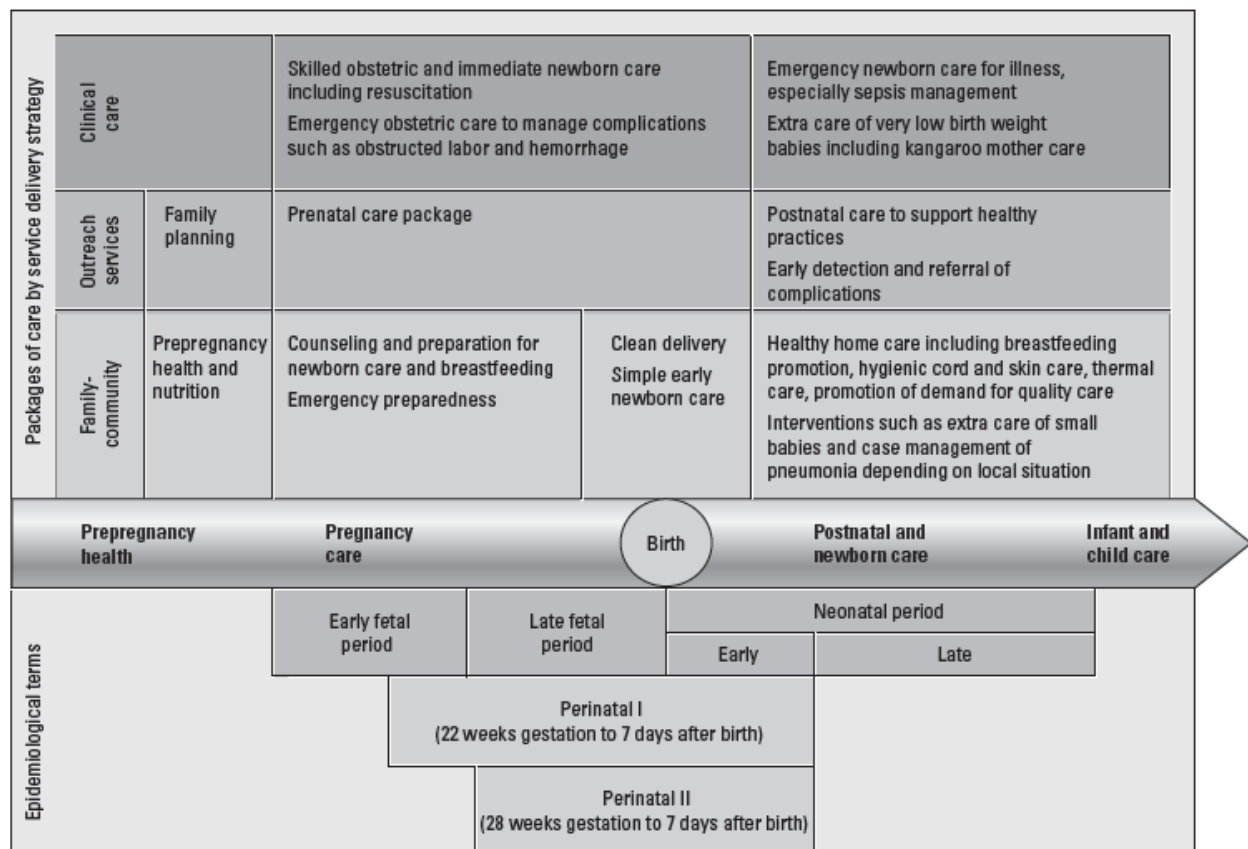 Packages of care by service delivery strategy
Clinical
care
Skilled obstetric and immediate newborn care
including resuscitation
Emergency obstetric care to manage complications
such as obstructed labor and hemorrhage
Emergency newborn care for illness,
especially sepsis management
Extra care of very low birth weight
babies including kangaroo mother care
Outreach
services
Family
planning
Prenatal care package
Postnatal care to support healthy
practices
Early detection and referral of
complications
Family-
community
Prepregnancy
health and
nutrition
Counseling and preparation for
newborn care and breastfeeding
Emergency preparedness
Clean delivery
Simple early
newborn care
Healthy home care including breastfeeding
promotion, hygienic cord and skin care, thermal
care, promotion of demand for quality care
Interventions such as extra care of small
babies and case management of
pneumonia depending on local situation
Prepregnancy
health
Pregnancy
care
Birth
Postnatal and
newborn care
Infant and
child care
Epidemiological terms
Early fetal
period
Late fetal
period
Neonatal period
Early
Late
Perinatal I
(22 weeks gestation to 7 days after birth)
Perinatal II
(28 weeks gestation to 7 days after birth)